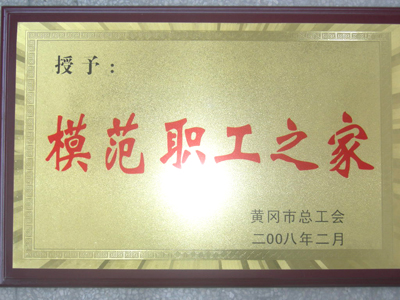 授予：
模范职工之家
黄冈市总工会
二00八年二月